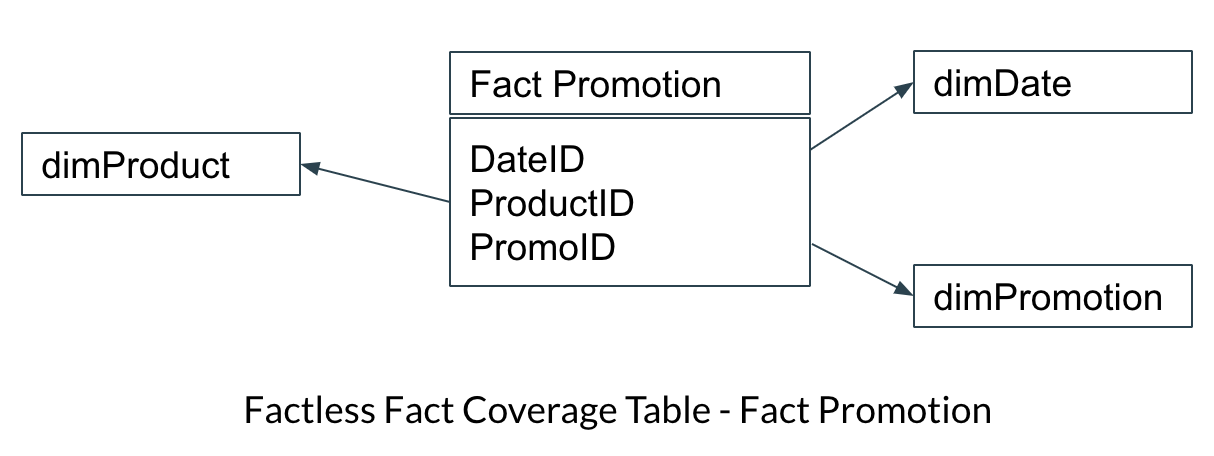 Fact Promotion
dimDate
dimProduct
DateID
ProductID
PromoID
dimPromotion
Factless Fact Coverage Table - Fact Promotion